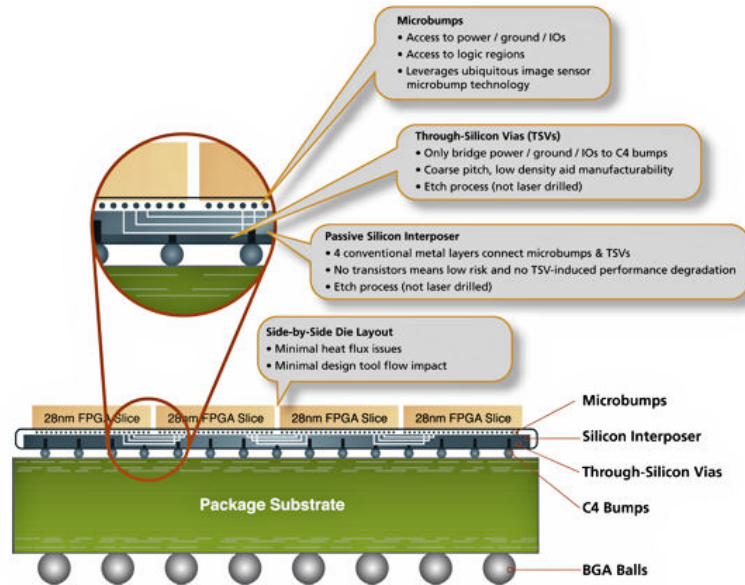 Microbumps
• Access to power / ground / IOs
• Access to logic regions
• Leverages ubiquitous image sensor
microbump technology
Through-Silicon Vias (TSVs)
• Only bridge power / ground / IOs to C4 bumps
• Coarse pitch, low density aid manufacturability
• Etch process (not laser drilled)
Passive Silicon Interposer
• 4 conventional metal layers connect microbumps & TSVs
• No transistors means low risk and no TSV-induced performance degradation
• Etch process (not laser drilled)
Side-by-Side Die Layout
• Minimal heat flux issues
• Minimal design tool flow impact
28nm FPGA Slice
28nm FPGA Slice
28nm FPGA Slice
28nm FPGA Slice
Microbumps
Silicon Interposer
Through-Silicon Vias
C4 Bumps
Package Substrate
BGA Balls